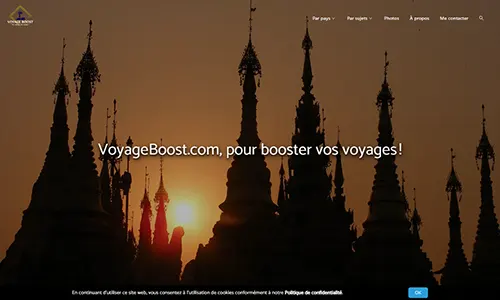 VOYAGE BOOST
Par pays
Par sujets
Photos
À propos
Me contacter
VoyageBoost.com, pour booster vos voyages !
En continuant d'utiliser ce site web, vous consentez à l'utilisation de cookies conformément à notre Politique de confidentialité.
OK